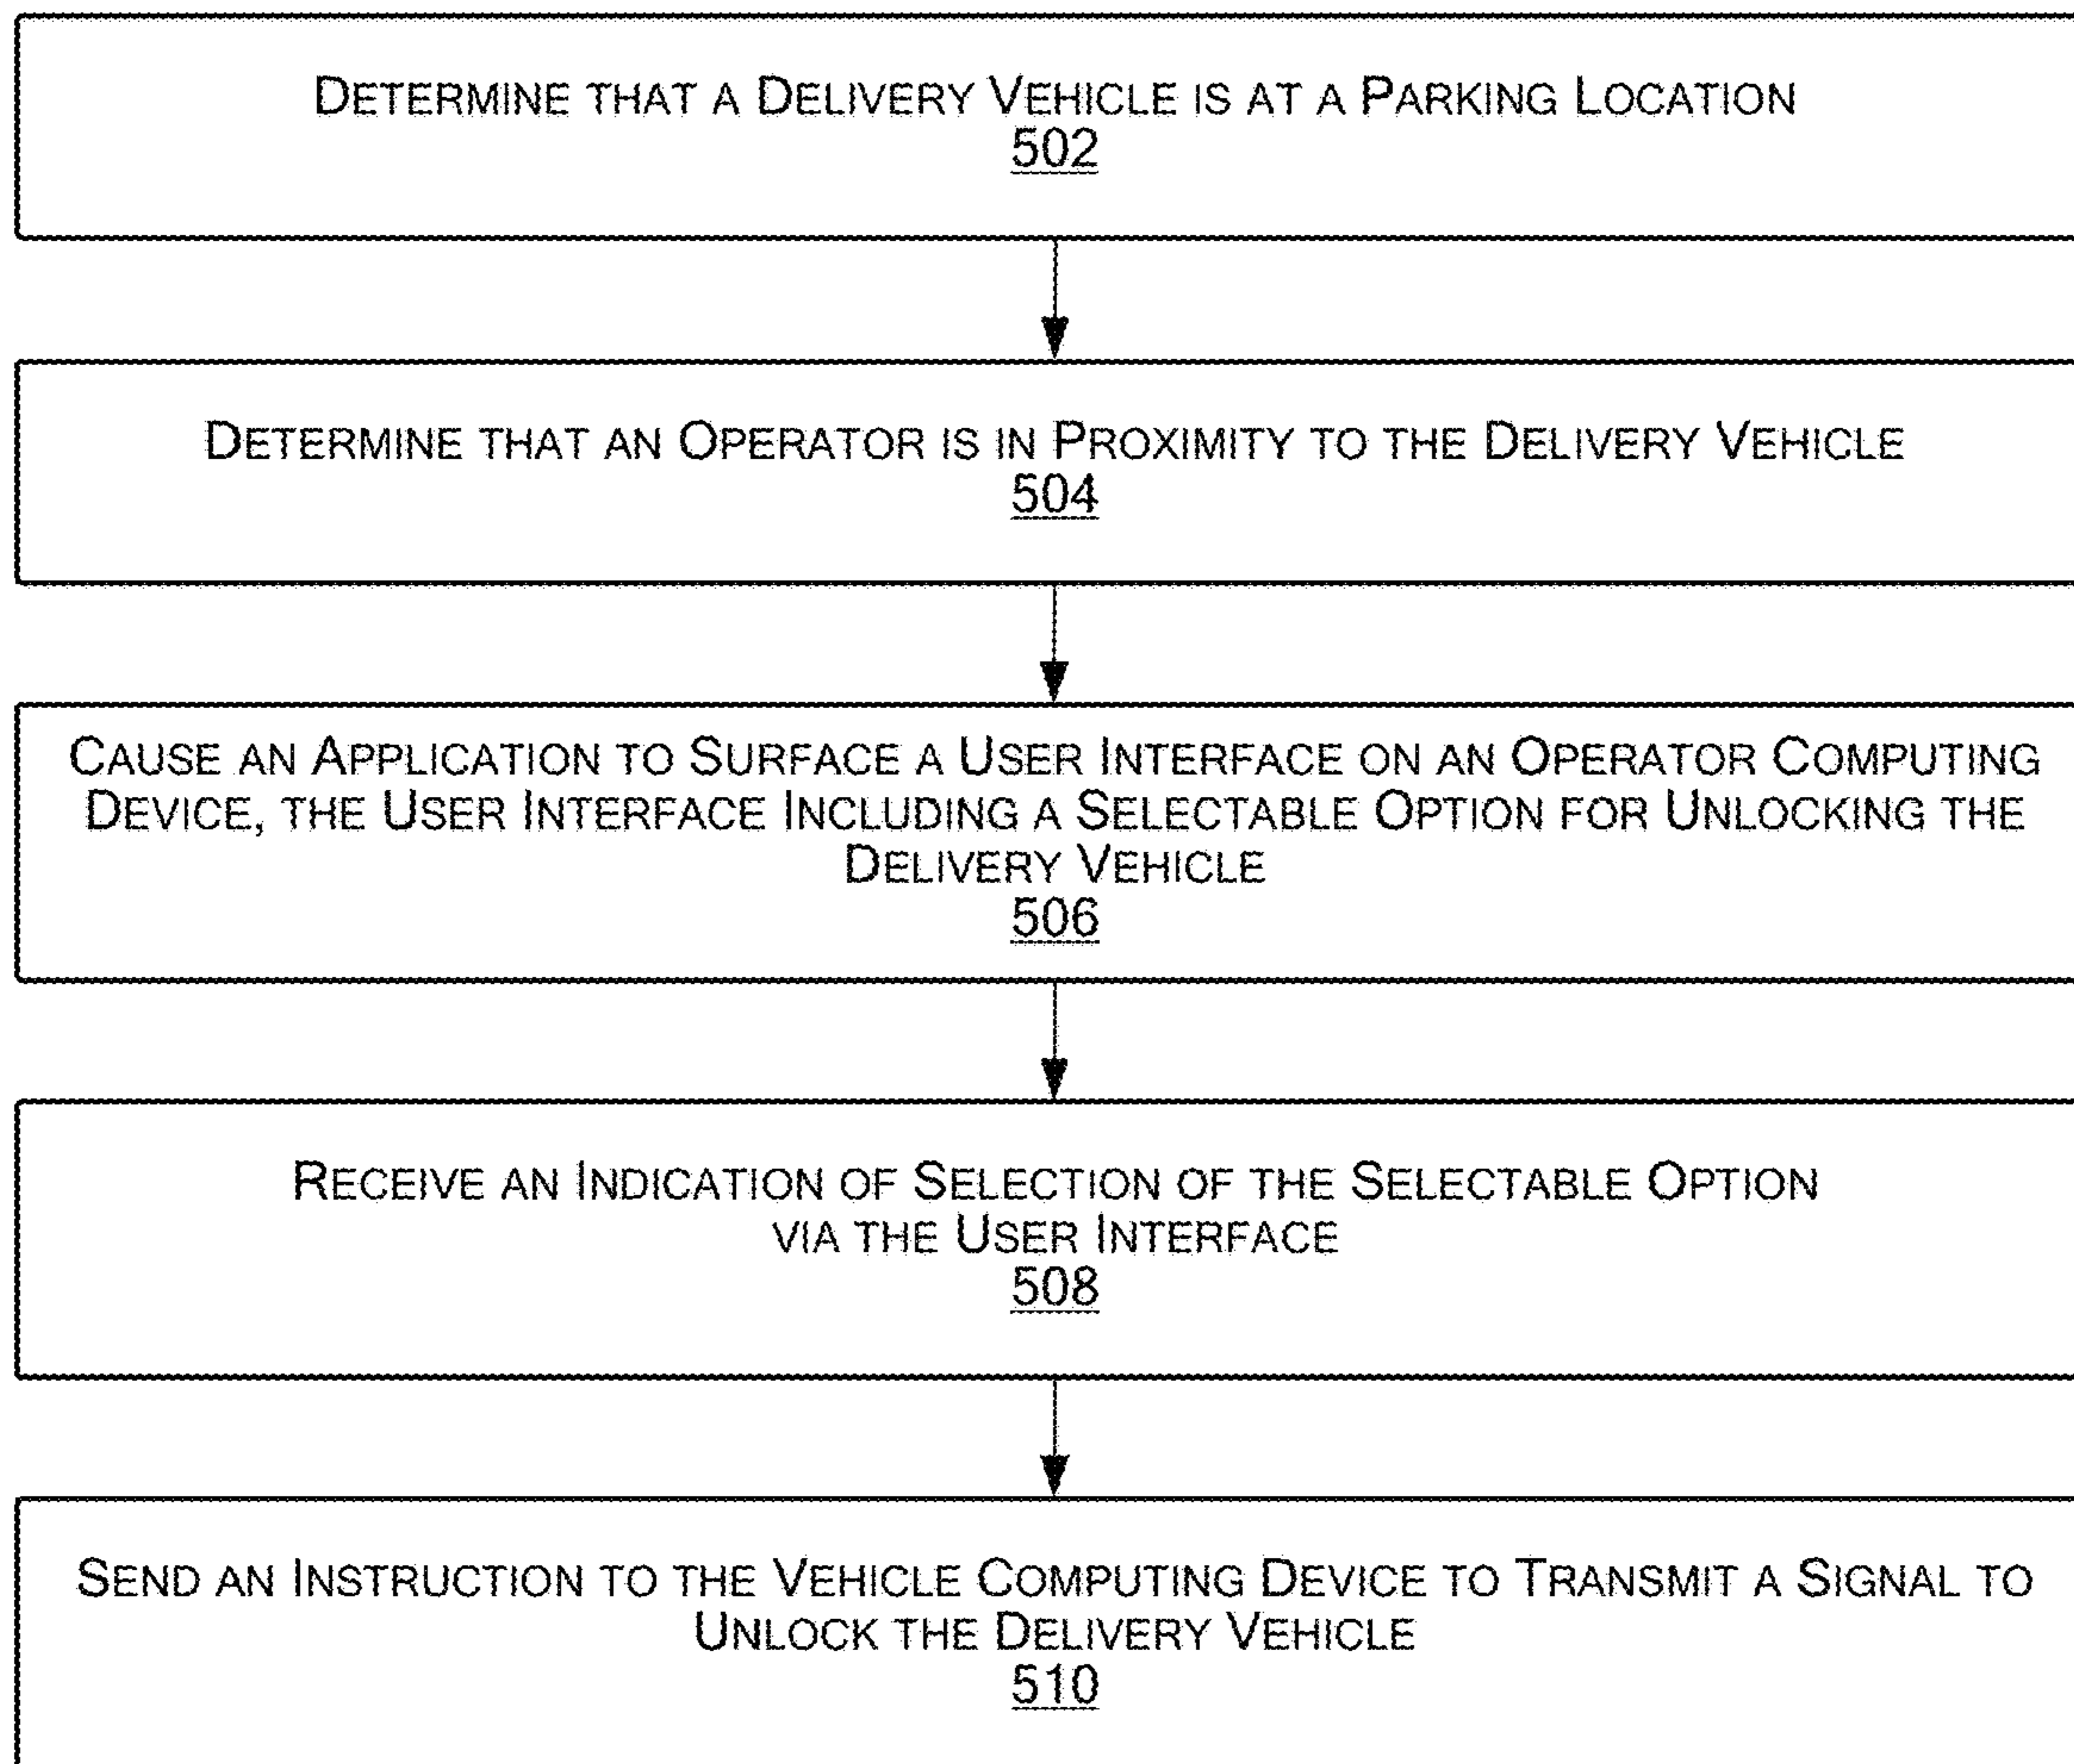 DETERMINE THAT A DELIVERY VEHICLE IS AT A PARKING LOCATION
502
DETERMINE THAT AN OPERATOR IS IN PROXIMITY TO THE DELIVERY VEHICLE
504
CAUSE AN APPLICATION TO SURFACE A USER INTERFACE ON AN OPERATOR COMPUTING
DEVICE, THE USER INTERFACE INCLUDING A SELECTABLE OPTION FOR UNLOCKING THE
DELIVERY VEHICLE
506
RECEIVE AN INDICATION OF SELECTION OF THE SELECTABLE OPTION
VIA THE USER INTERFACE
508
SEND AN INSTRUCTION TO THE VEHICLE COMPUTING DEVICE TO TRANSMIT A SIGNAL TO
UNLOCK THE DELIVERY VEHICLE
510